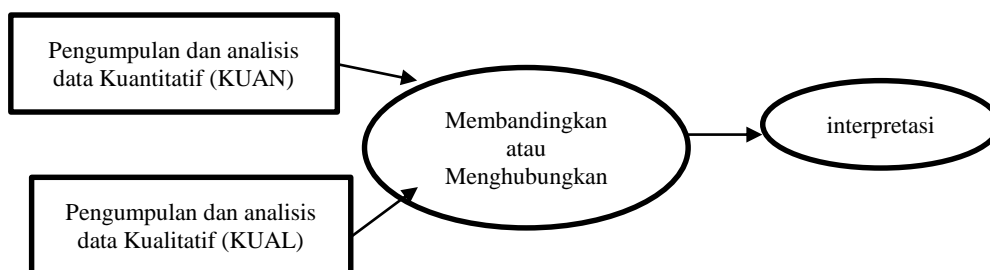 Pengumpulan dan analisis
data Kuantitatif (KUAN)
Membandingkan
atau
Menghubungkan
interpretasi
Pengumpulan dan analisis
data Kualitatif (KUAL)